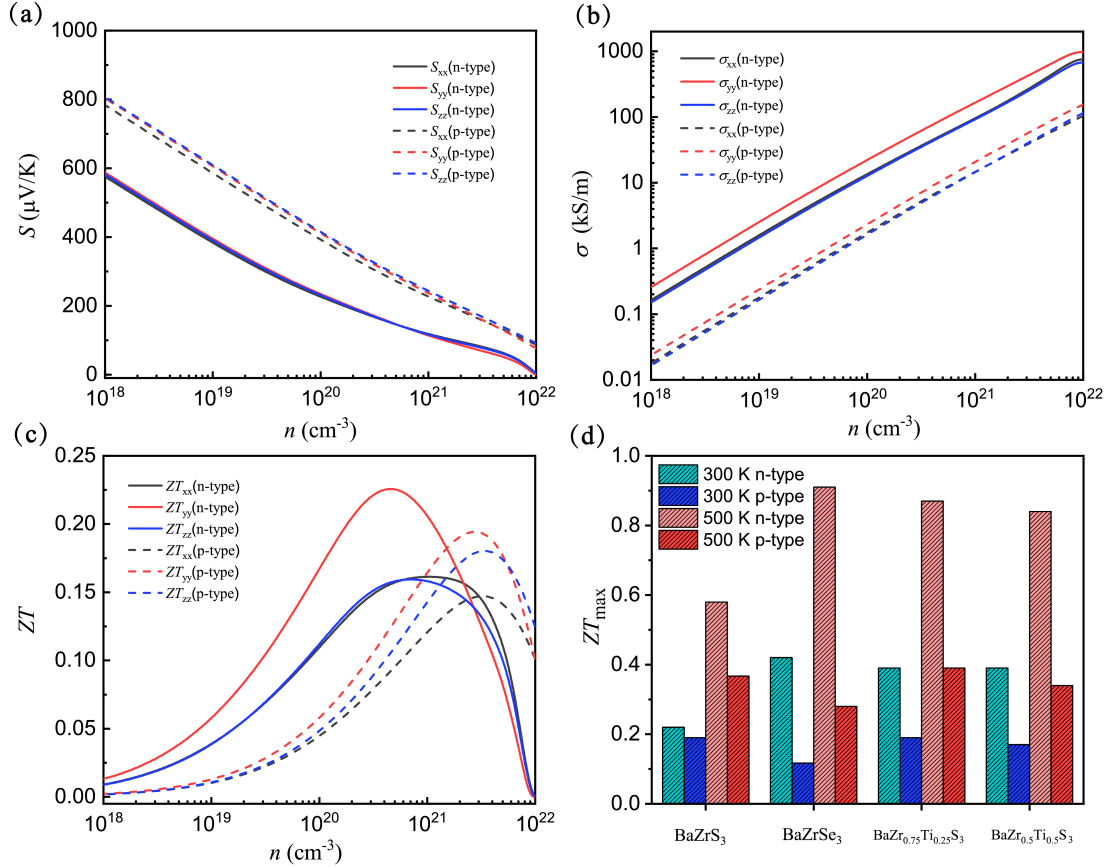 (a)
1000
800
600
400
200
0
S (μV/K)
S_xx(n-type)
S_yy(n-type)
S_zz(n-type)
S_xx(p-type)
S_yy(p-type)
S_zz(p-type)
10^18 10^19 10^20 10^21 10^22
n (cm^-3)
(b)
1000
100
10
1
0.1
0.01
σ (kS/m)
σ_xx(n-type)
σ_yy(n-type)
σ_zz(n-type)
σ_xx(p-type)
σ_yy(p-type)
σ_zz(p-type)
10^18 10^19 10^20 10^21 10^22
n (cm^-3)
(c)
0.25
0.20
0.15
0.10
0.05
0.00
ZT
ZT_xx(n-type)
ZT_yy(n-type)
ZT_zz(n-type)
ZT_xx(p-type)
ZT_yy(p-type)
ZT_zz(p-type)
10^18 10^19 10^20 10^21 10^22
n (cm^-3)
(d)
1.0
0.8
0.6
0.4
0.2
0.0
ZT_max
300 K n-type
300 K p-type
500 K n-type
500 K p-type
BaZrS_3 BaZrSe_3 BaZr_0.75Ti_0.25S_3 BaZr_0.5Ti_0.5S_3